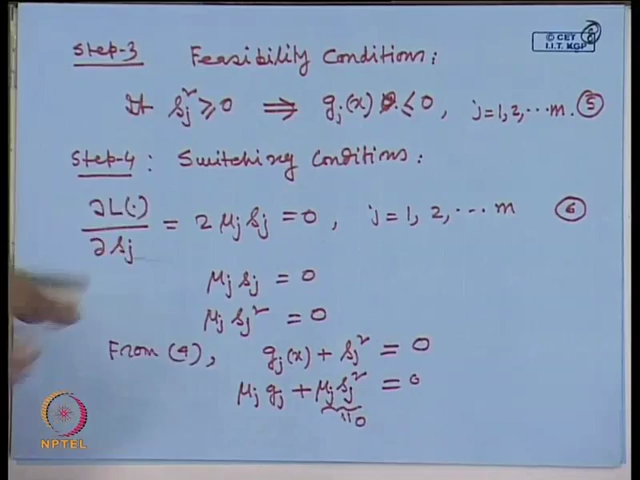 © CET
I.I.T. KGP
Step-3 Feasibility Conditions:
If Sj² ≥ 0 ⟹ gj(x) ≤ 0, j=1,2,...m. (5)
Step-4: Switching Conditions:
∂L(·)/∂Sj = 2 μj Sj = 0, j=1, 2, ... m (6)
μj Sj = 0
μj Sj² = 0
From (4), gj(x) + Sj² = 0
μj gj + μj Sj² = 0
= 0
NPTEL